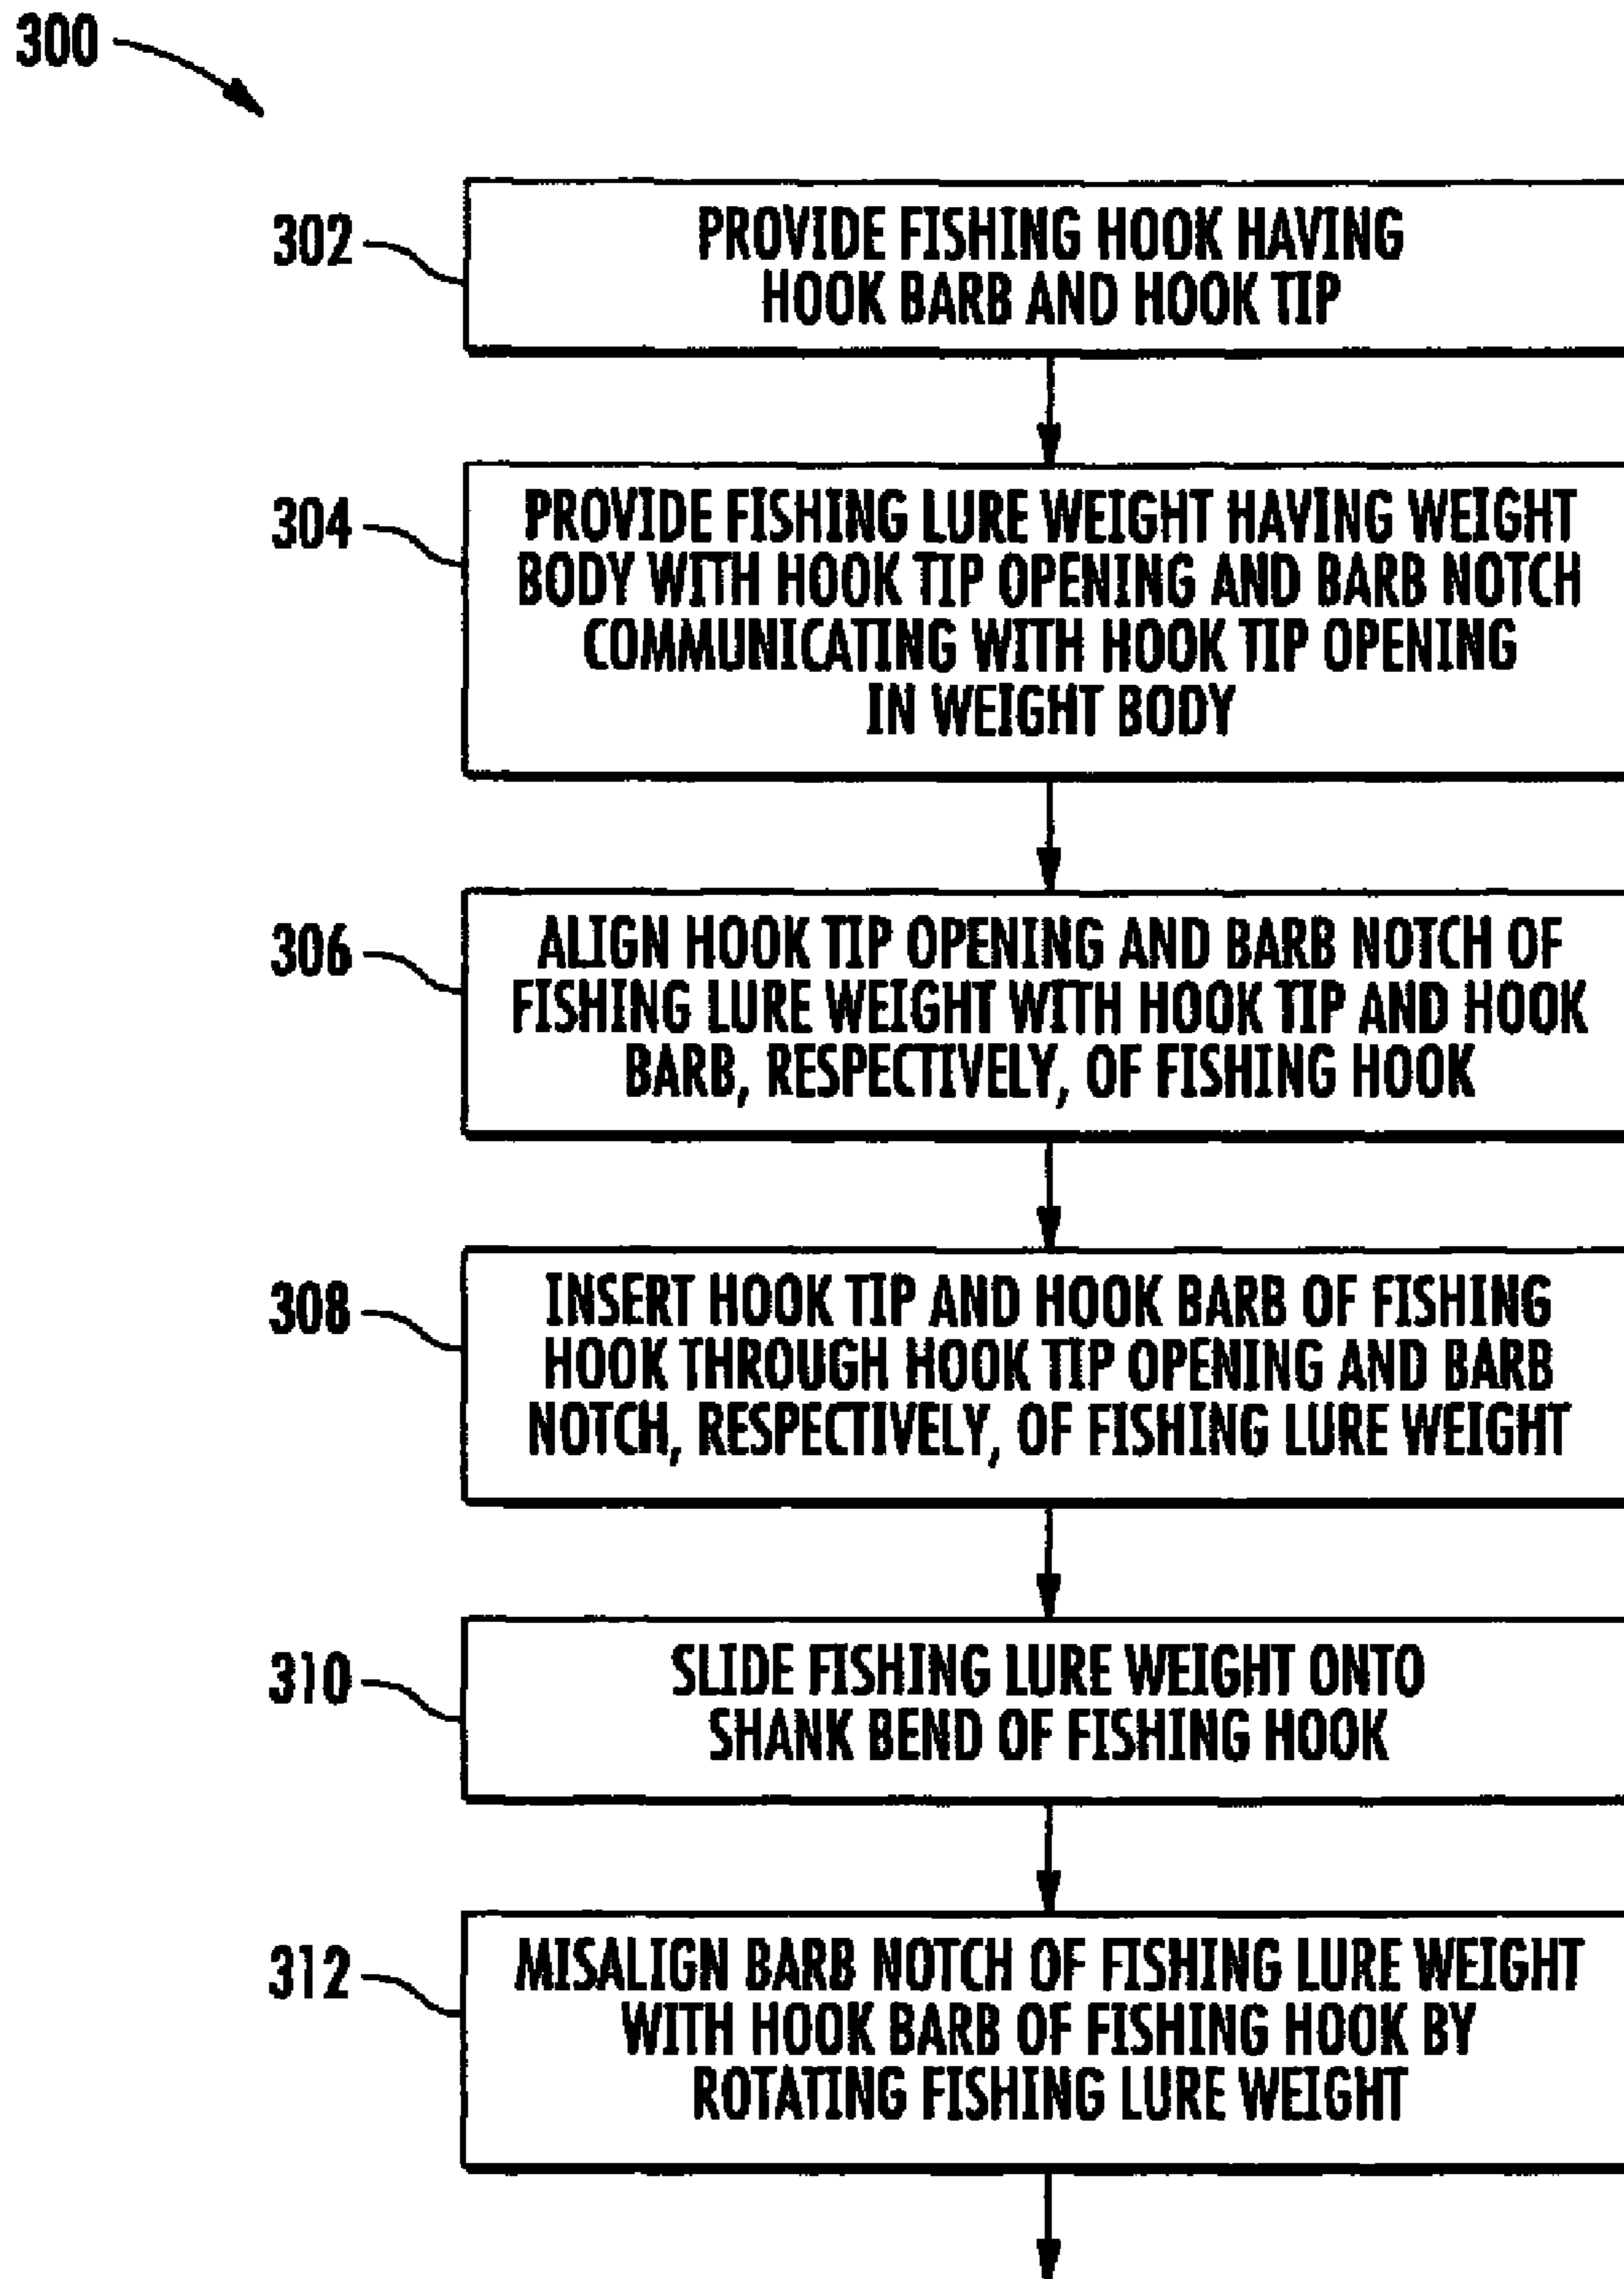 300
302
PROVIDE FISHING HOOK HAVING
HOOK BARB AND HOOK TIP
304
PROVIDE FISHING LURE WEIGHT HAVING WEIGHT
BODY WITH HOOK TIP OPENING AND BARB NOTCH
COMMUNICATING WITH HOOK TIP OPENING
IN WEIGHT BODY
306
ALIGN HOOK TIP OPENING AND BARB NOTCH OF
FISHING LURE WEIGHT WITH HOOK TIP AND HOOK
BARB, RESPECTIVELY, OF FISHING HOOK
308
INSERT HOOK TIP AND HOOK BARB OF FISHING
HOOK THROUGH HOOK TIP OPENING AND BARB
NOTCH, RESPECTIVELY, OF FISHING LURE WEIGHT
310
SLIDE FISHING LURE WEIGHT ONTO
SHANK BEND OF FISHING HOOK
312
MISALIGN BARB NOTCH OF FISHING LURE WEIGHT
WITH HOOK BARB OF FISHING HOOK BY
ROTATING FISHING LURE WEIGHT